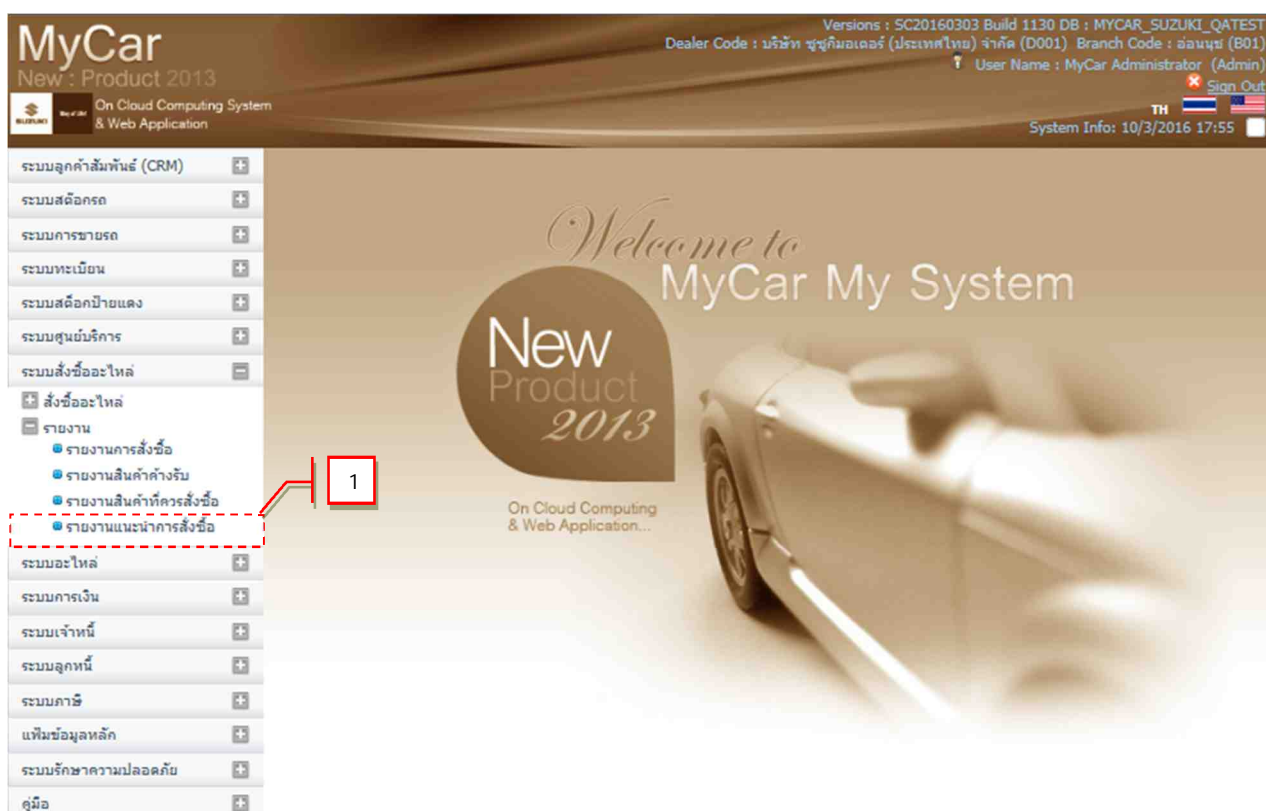 MyCar
New : Product 2013
On Cloud Computing System
& Web Application
SUZUKI
Versions : SC20160303 Build 1130 DB : MYCAR_SUZUKI_QATEST
Dealer Code : บริษัท ซูซูกิมอเตอร์ (ประเทศไทย) จำกัด (D001) Branch Code : อ่อนนุช (B01)
User Name : MyCar Administrator (Admin)
Sign Out
TH
System Info: 10/3/2016 17:55
ระบบลูกค้าสัมพันธ์ (CRM)
ระบบสต๊อกรถ
ระบบการขายรถ
ระบบทะเบียน
ระบบสต็อคป้ายแดง
ระบบศูนย์บริการ
ระบบสั่งซื้ออะไหล่
สั่งซื้ออะไหล่
รายงาน
รายงานการสั่งซื้อ
รายงานสินค้าค้างรับ
รายงานสินค้าที่ควรสั่งซื้อ
รายงานแนะนำการสั่งซื้อ
1
ระบบอะไหล่
ระบบการเงิน
ระบบเจ้าหนี้
ระบบลูกหนี้
ระบบภาษี
แฟ้มข้อมูลหลัก
ระบบรักษาความปลอดภัย
คู่มือ
Welcome to
MyCar My System
New
Product
2013
On Cloud Computing
& Web Application...